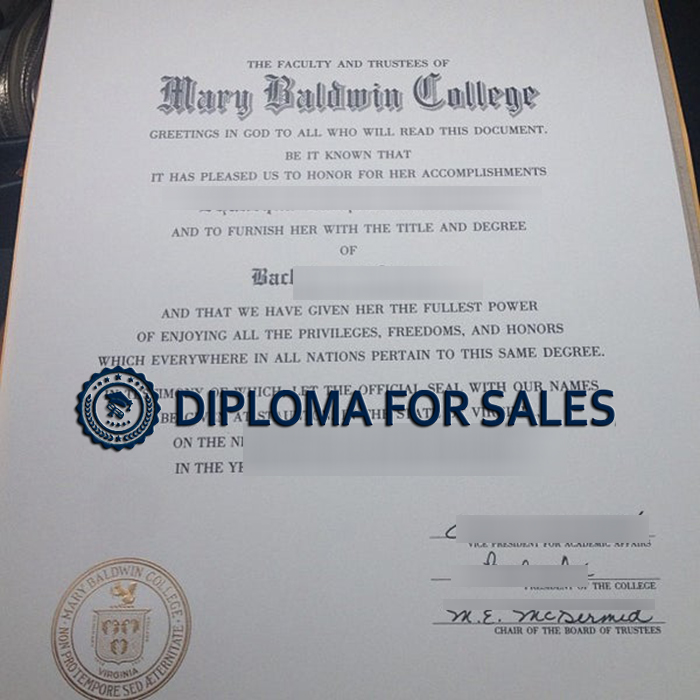 THE FACULTY AND TRUSTEES OF
Mary Baldwin College
GREETINGS IN GOD TO ALL WHO WILL READ THIS DOCUMENT.
BE IT KNOWN THAT
IT HAS PLEASED US TO HONOR FOR HER ACCOMPLISHMENTS
AND TO FURNISH HER WITH THE TITLE AND DEGREE
OF
Bac
AND THAT WE HAVE GIVEN HER THE FULLEST POWER
OF ENJOYING ALL THE PRIVILEGES, FREEDOMS, AND HONORS
WHICH EVERYWHERE IN ALL NATIONS PERTAIN TO THIS SAME DEGREE.
OF WHICH, LET THE OFFICIAL SEAL WITH OUR NAMES
DIPLOMA FOR SALES
ON THE
IN THE
VICE PRESIDENT FOR ACADEMIC AFFAIRS
PRESIDENT OF THE COLLEGE
M. E. McDermid
CHAIR OF THE BOARD OF TRUSTEES
MARY BALDWIN COLLEGE
VIRGINIA
NON PRO TEMPORE SED ÆTERNITATE